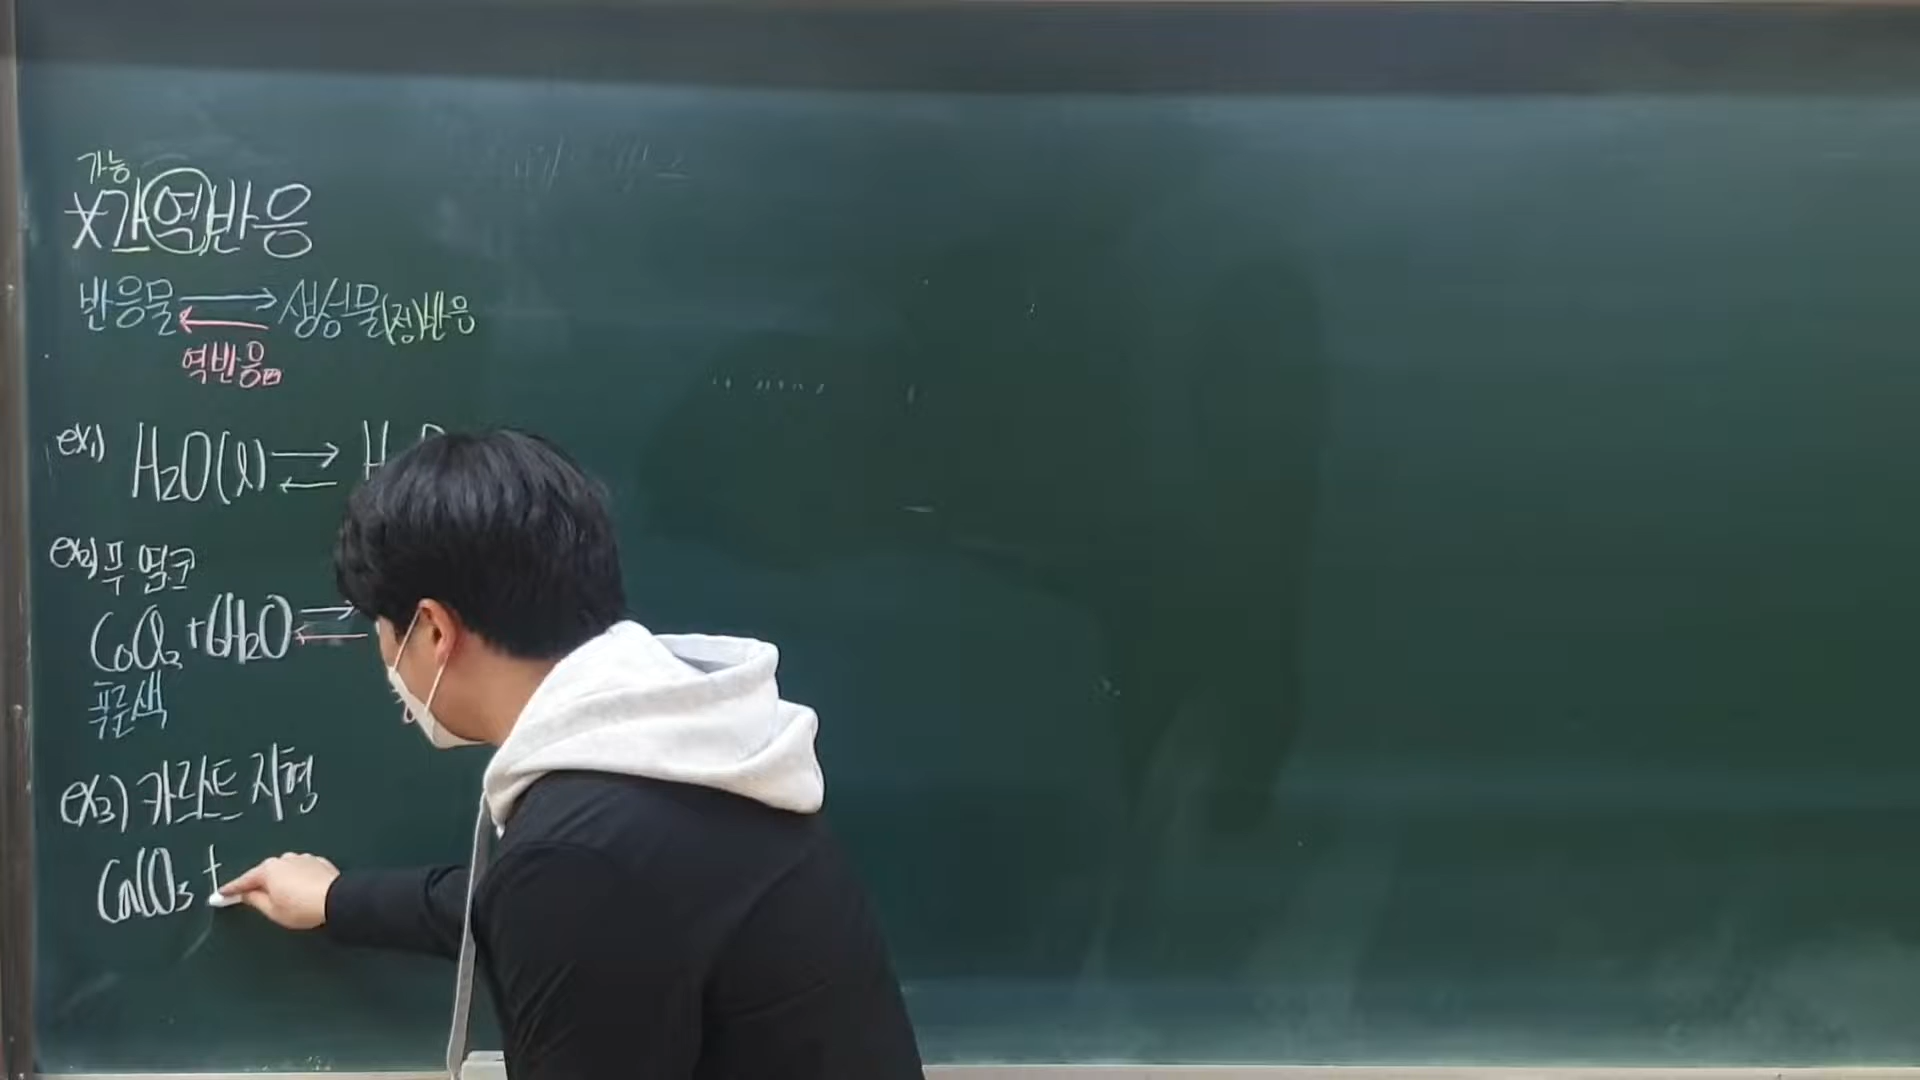 가능
*가역반응
반응물 ⇄ 생성물 (정)반응
역반응
ex1) H₂O(l) ⇄ H₂O
ex2) 푸 염코
CoCl₂ + 6H₂O ⇄
푸른색
ex3) 카르스트 지형
CaCO₃ +